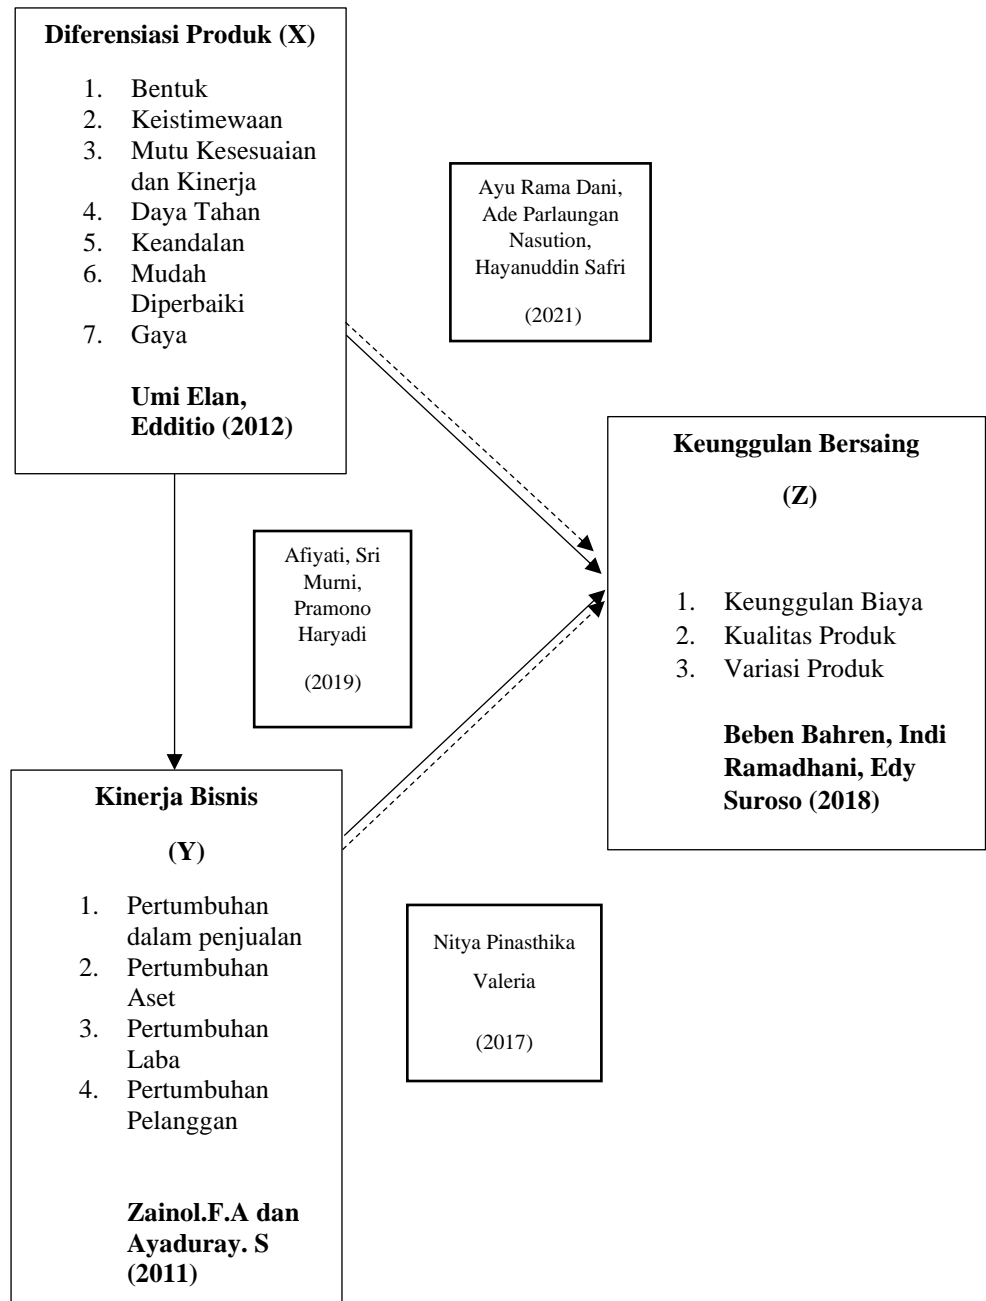 Diferensiasi Produk (X)
1. Bentuk
2. Keistimewaan
3. Mutu Kesesuaian
dan Kinerja
4. Daya Tahan
5. Keandalan
6. Mudah
Diperbaiki
7. Gaya
Umi Elan,
Edditio (2012)
Ayu Rama Dani,
Ade Parlaungan
Nasution,
Hayanuddin Safri
(2021)
Keunggulan Bersaing
(Z)
1. Keunggulan Biaya
2. Kualitas Produk
3. Variasi Produk
Beben Bahren, Indi
Ramadhani, Edy
Suroso (2018)
Afiyati, Sri
Murni,
Pramono
Haryadi
(2019)
Kinerja Bisnis
(Y)
1. Pertumbuhan
dalam penjualan
2. Pertumbuhan
Aset
3. Pertumbuhan
Laba
4. Pertumbuhan
Pelanggan
Zainol.F.A dan
Ayaduray. S
(2011)
Nitya Pinasthika
Valeria
(2017)